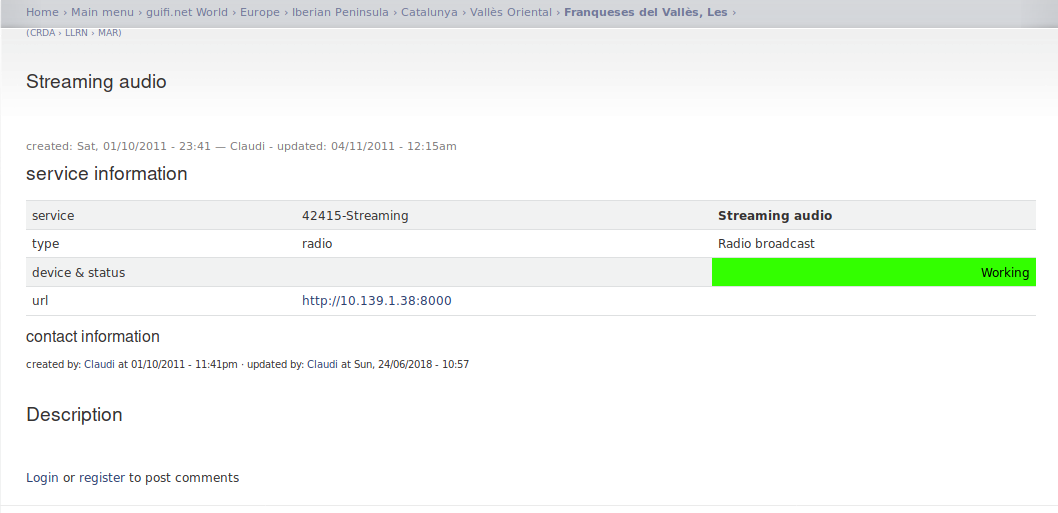 Home › Main menu › guifi.net World › Europe › Iberian Peninsula › Catalunya › Vallès Oriental › Franqueses del Vallès, Les ›
(CRDA › LLRN › MAR)
Streaming audio
created: Sat, 01/10/2011 - 23:41 — Claudi - updated: 04/11/2011 - 12:15am
service information
service 42415-Streaming Streaming audio
type radio Radio broadcast
device & status Working
url http://10.139.1.38:8000
contact information
created by: Claudi at 01/10/2011 - 11:41pm · updated by: Claudi at Sun, 24/06/2018 - 10:57
Description
Login or register to post comments